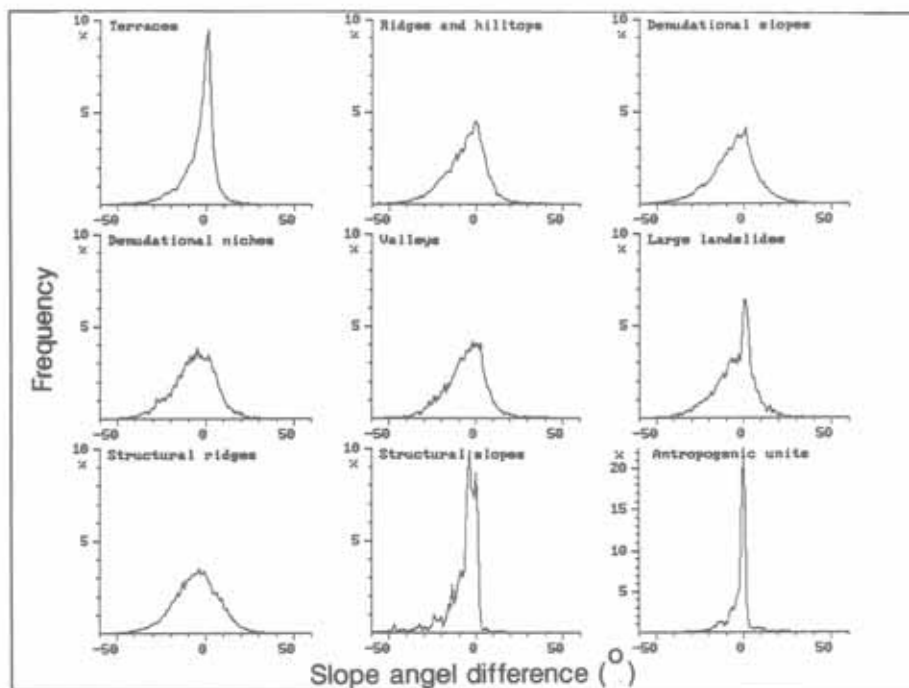 10 Terraces
%
5
-50 0 50
10 Ridges and hilltops
%
5
-50 0 50
10 Denudational slopes
%
5
-50 0 50
10 Denudational niches
%
5
-50 0 50
10 Valleys
%
5
-50 0 50
10 Large landslides
%
5
-50 0 50
10 Structural ridges
%
5
-50 0 50
10 Structural slopes
%
5
-50 0 50
% Antropogenic units
20
15
10
5
-50 0 50
Frequency
Slope angel difference (°)